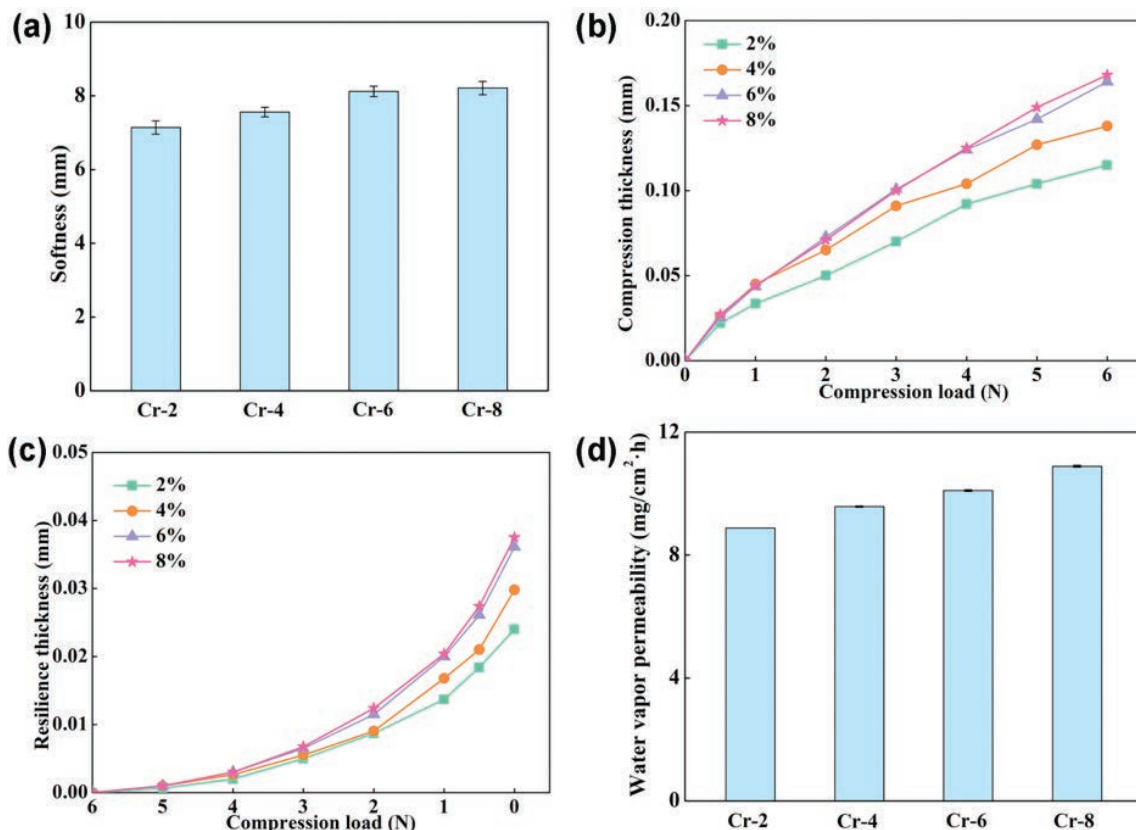 (a)
10
8
6
4
2
0
Softness (mm)
Cr-2 Cr-4 Cr-6 Cr-8
(b)
0.20
0.15
0.10
0.05
0.00
Compression thickness (mm)
2%
4%
6%
8%
0 1 2 3 4 5 6
Compression load (N)
(c)
0.05
0.04
0.03
0.02
0.01
0.00
Resilience thickness (mm)
2%
4%
6%
8%
6 5 4 3 2 1 0
Compression load (N)
(d)
12
8
4
0
Water vapor permeability (mg/cm²·h)
Cr-2 Cr-4 Cr-6 Cr-8